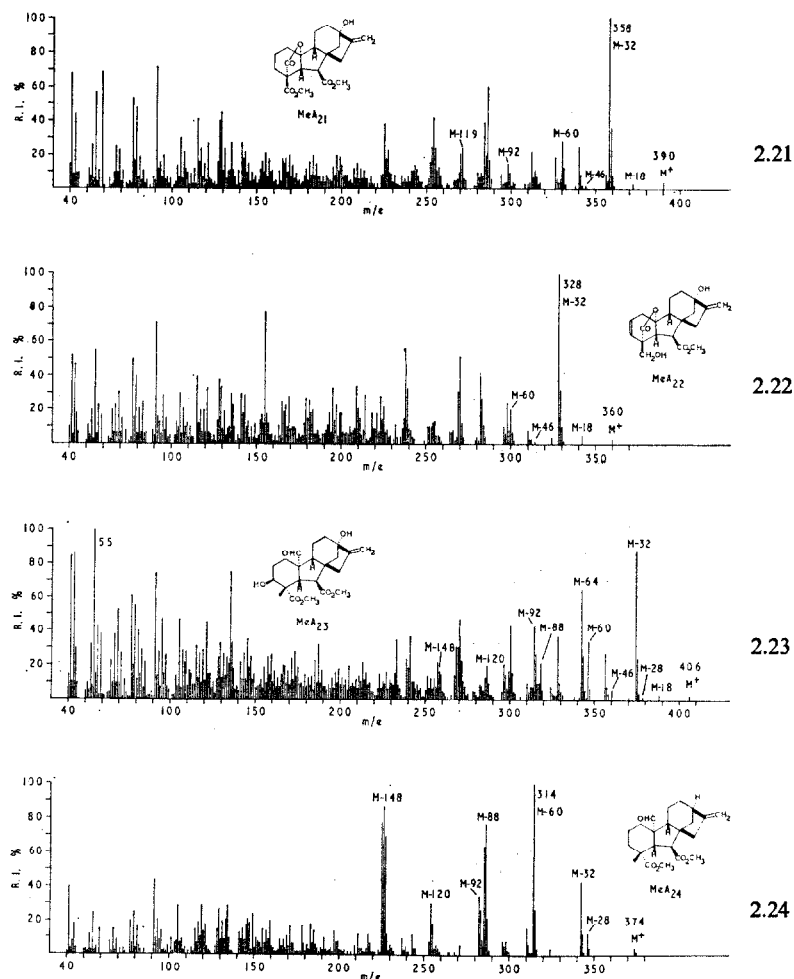 100
80
60
40
20
R.I. %
OH
CH₂
O
CO
H
CO₂CH₃
CO₂CH₃
MeA₂₁
358
M-32
M-119
M-92
M-60
M-46
M-18
390
M⁺
40 100 150 200 250 300 350 400
m/e
2.21
100
80
60
40
20
R.I. %
328
M-32
OH
CH₂
O
CO
H
CO₂CH₃
CH₂OH
MeA₂₂
M-60
M-46
M-18
360
M⁺
40 100 150 200 250 300 350
m/e
2.22
100
80
60
40
20
R.I. %
55
OH
OHC
CH₂
H
HO
CO₂CH₃
CO₂CH₃
MeA₂₃
M-32
M-64
M-92
M-88
M-60
M-148
M-120
M-46
M-28
M-18
406
M⁺
40 100 150 200 250 300 350 400
m/e
2.23
100
80
60
40
20
R.I. %
M-148
M-88
314
M-60
H
OHC
CH₂
H
CO₂CH₃
CO₂CH₃
MeA₂₄
M-120
M-92
M-32
M-28
374
M⁺
40 100 150 200 250 300 350
m/e
2.24